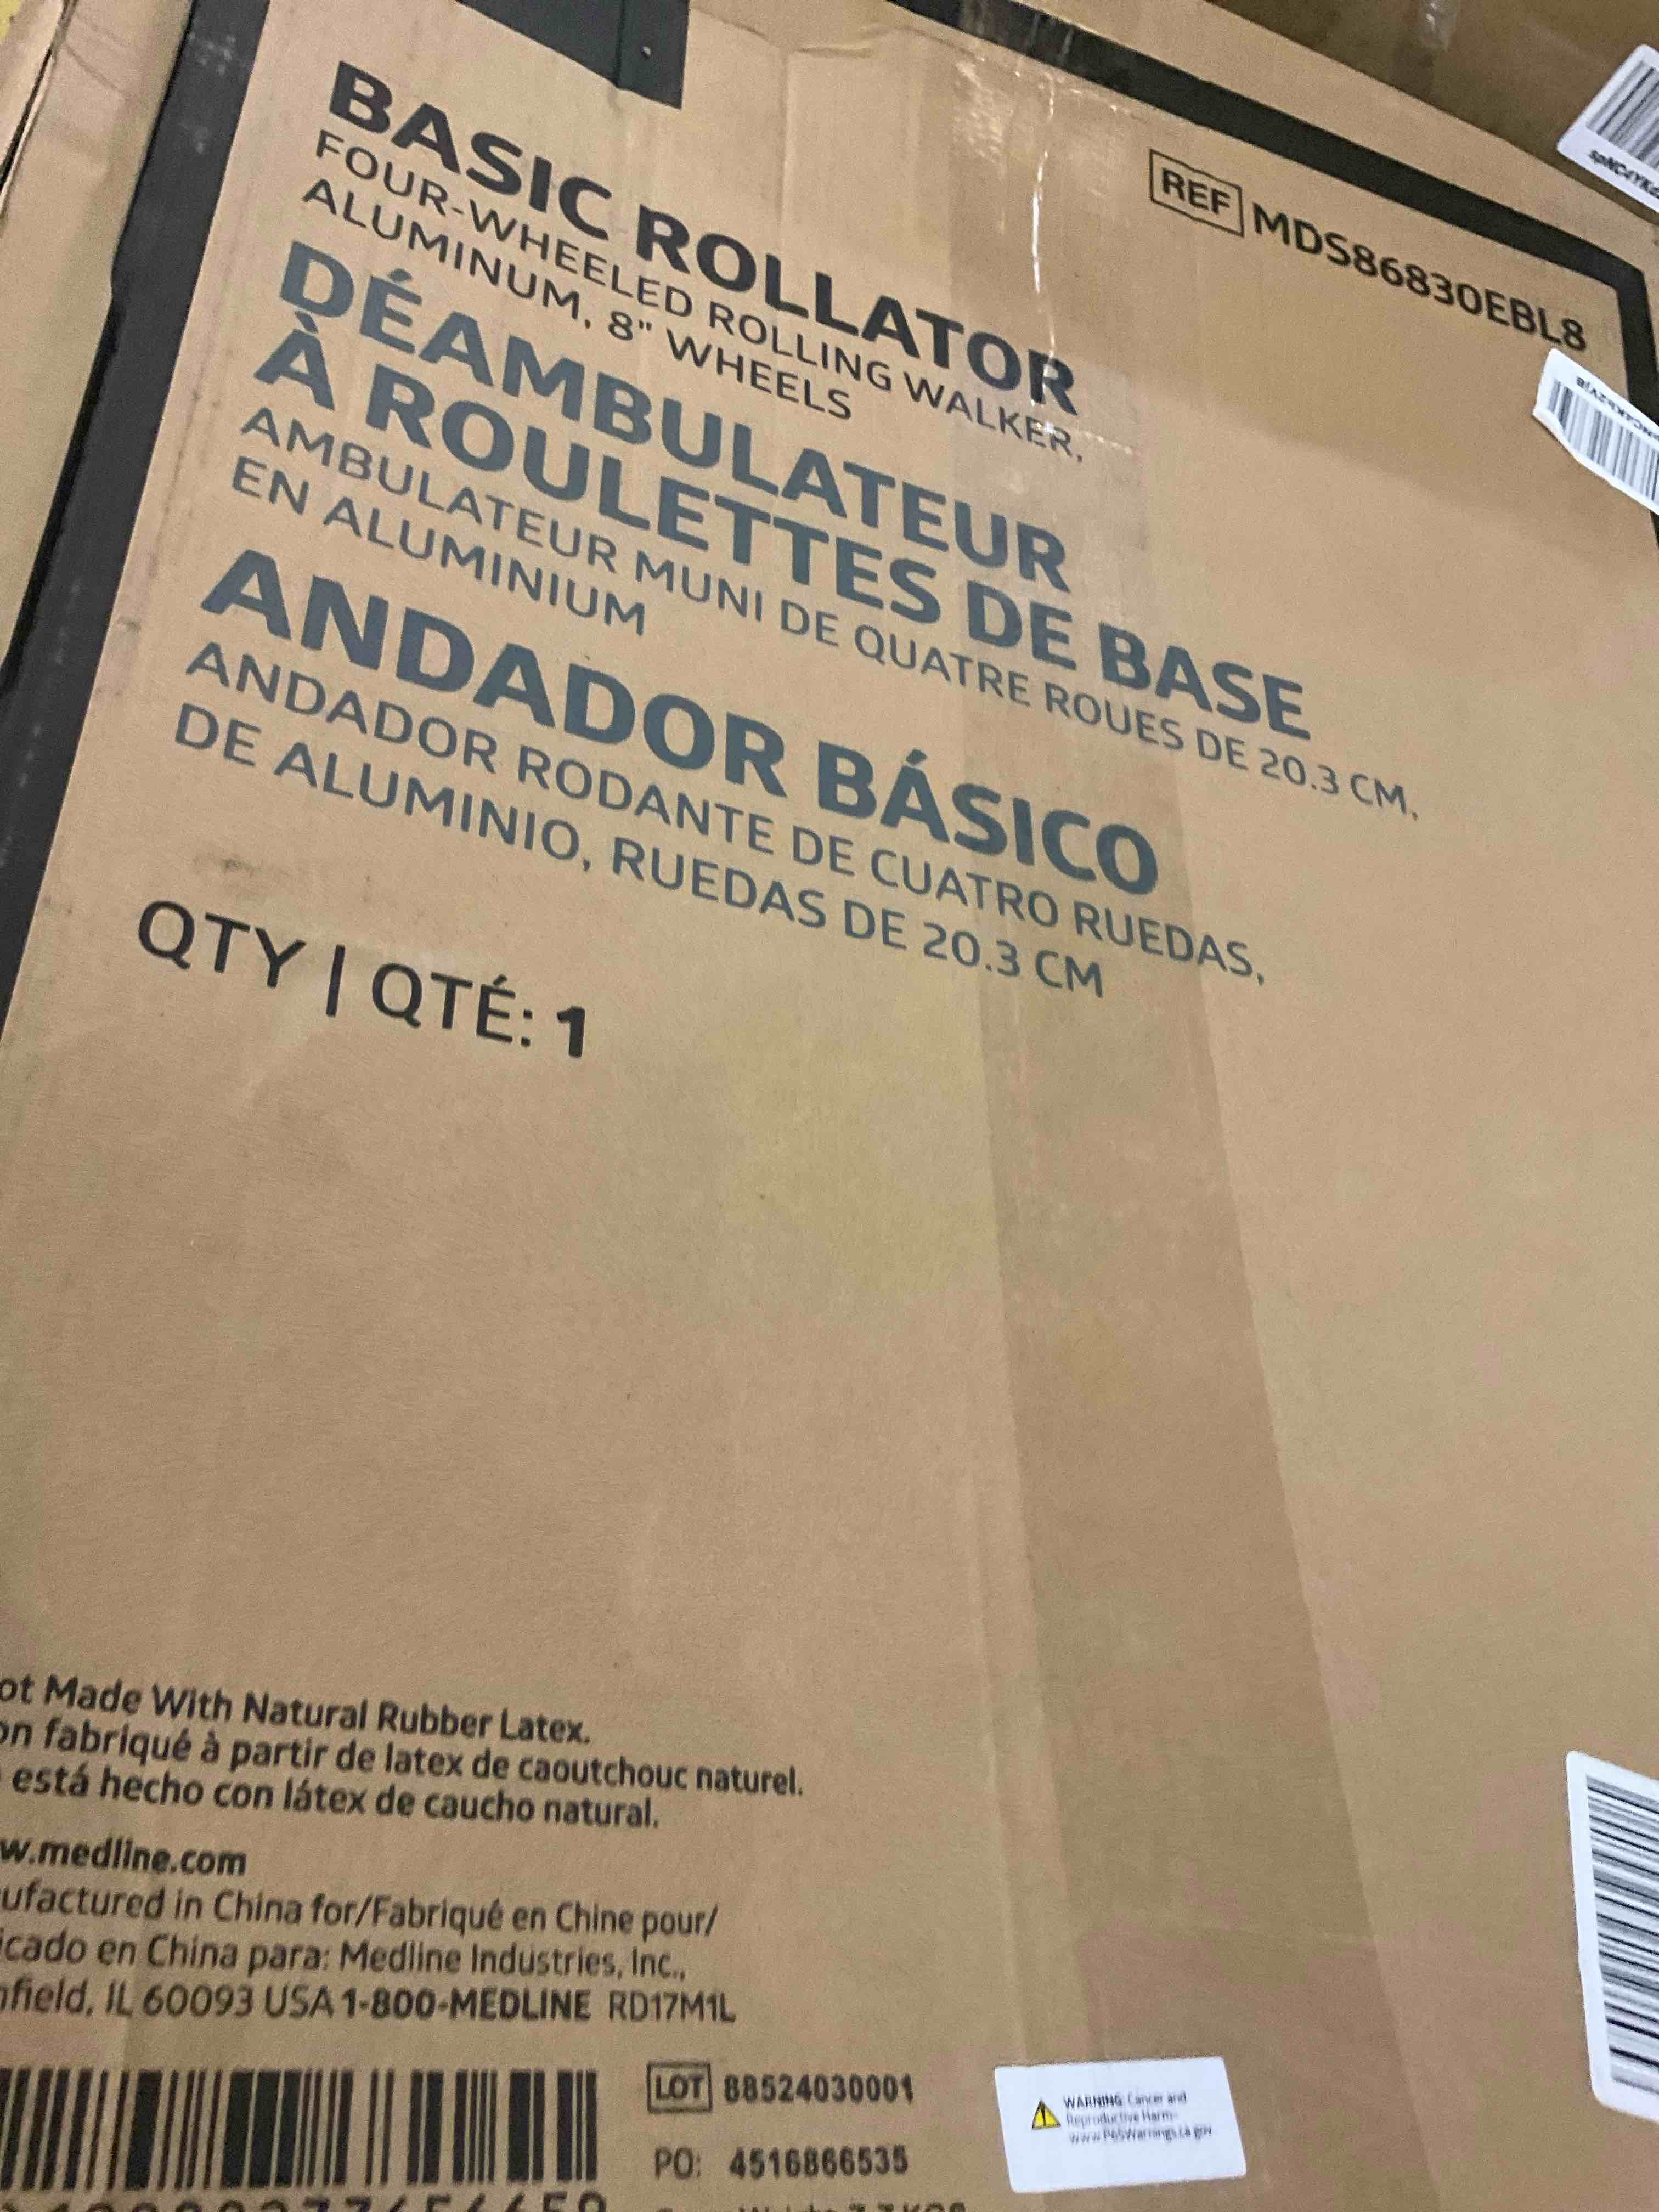 BASIC ROLLATOR
FOUR-WHEELED ROLLING WALKER,
ALUMINUM, 8" WHEELS
REF MDS86830EBL8
DÉAMBULATEUR
À ROULETTES DE BASE
AMBULATEUR MUNI DE QUATRE ROUES DE 20.3 CM,
EN ALUMINIUM
ANDADOR BÁSICO
ANDADOR RODANTE DE CUATRO RUEDAS,
DE ALUMINIO, RUEDAS DE 20.3 CM
QTY | QTÉ: 1
ot Made With Natural Rubber Latex.
on fabriqué à partir de latex de caoutchouc naturel.
está hecho con látex de caucho natural.
w.medline.com
ufactured in China for/Fabriqué en Chine pour/
icado en China para: Medline Industries, Inc.,
nfield, IL 60093 USA 1-800-MEDLINE RD17M1L
LOT 88524030001
PO: 4516866535
WARNING: Cancer and
Reproductive Harm-
www.P65Warnings.ca.gov